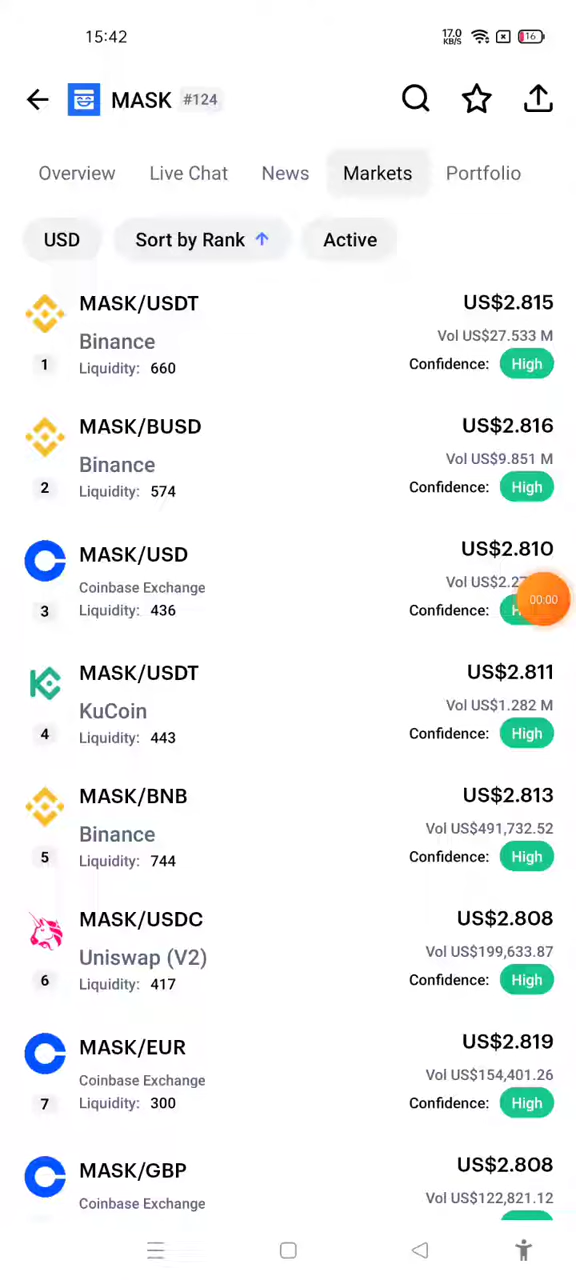 15:42
17.0
KB/S
16
MASK #124
Overview Live Chat News Markets Portfolio
USD Sort by Rank Active
MASK/USDT US$2.815
Binance Vol US$27.533 M
1 Liquidity: 660 Confidence: High
MASK/BUSD US$2.816
Binance Vol US$9.851 M
2 Liquidity: 574 Confidence: High
MASK/USD US$2.810
Coinbase Exchange Vol
00:00
3 Liquidity: 436 Confidence:
MASK/USDT US$2.811
KuCoin Vol US$1.282 M
4 Liquidity: 443 Confidence: High
MASK/BNB US$2.813
Binance Vol US$491,732.52
5 Liquidity: 744 Confidence: High
MASK/USDC US$2.808
Uniswap (V2) Vol US$199,633.87
6 Liquidity: 417 Confidence: High
MASK/EUR US$2.819
Coinbase Exchange Vol US$154,401.26
7 Liquidity: 300 Confidence: High
MASK/GBP US$2.808
Coinbase Exchange Vol US$122,821.12